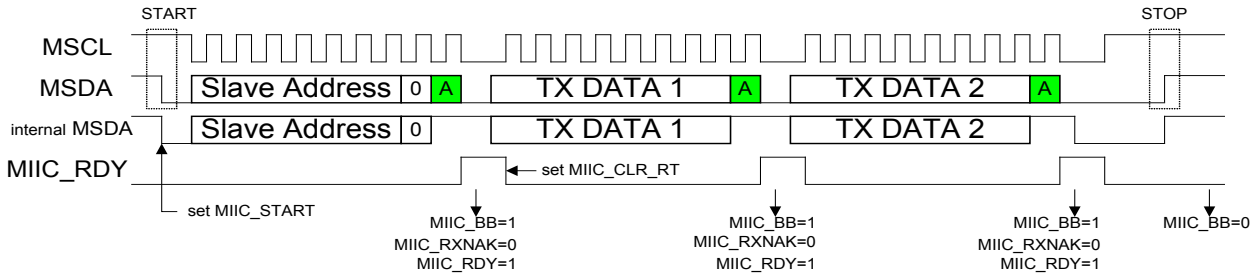 START
STOP
MSCL
MSDA
Slave Address 0 A
TX DATA 1 A
TX DATA 2 A
internal MSDA
Slave Address 0
TX DATA 1
TX DATA 2
MIIC_RDY
set MIIC_CLR_RT
set MIIC_START
MIIC_BB=1
MIIC_RXNAK=0
MIIC_RDY=1
MIIC_BB=1
MIIC_RXNAK=0
MIIC_RDY=1
MIIC_BB=1
MIIC_RXNAK=0
MIIC_RDY=1
MIIC_BB=0